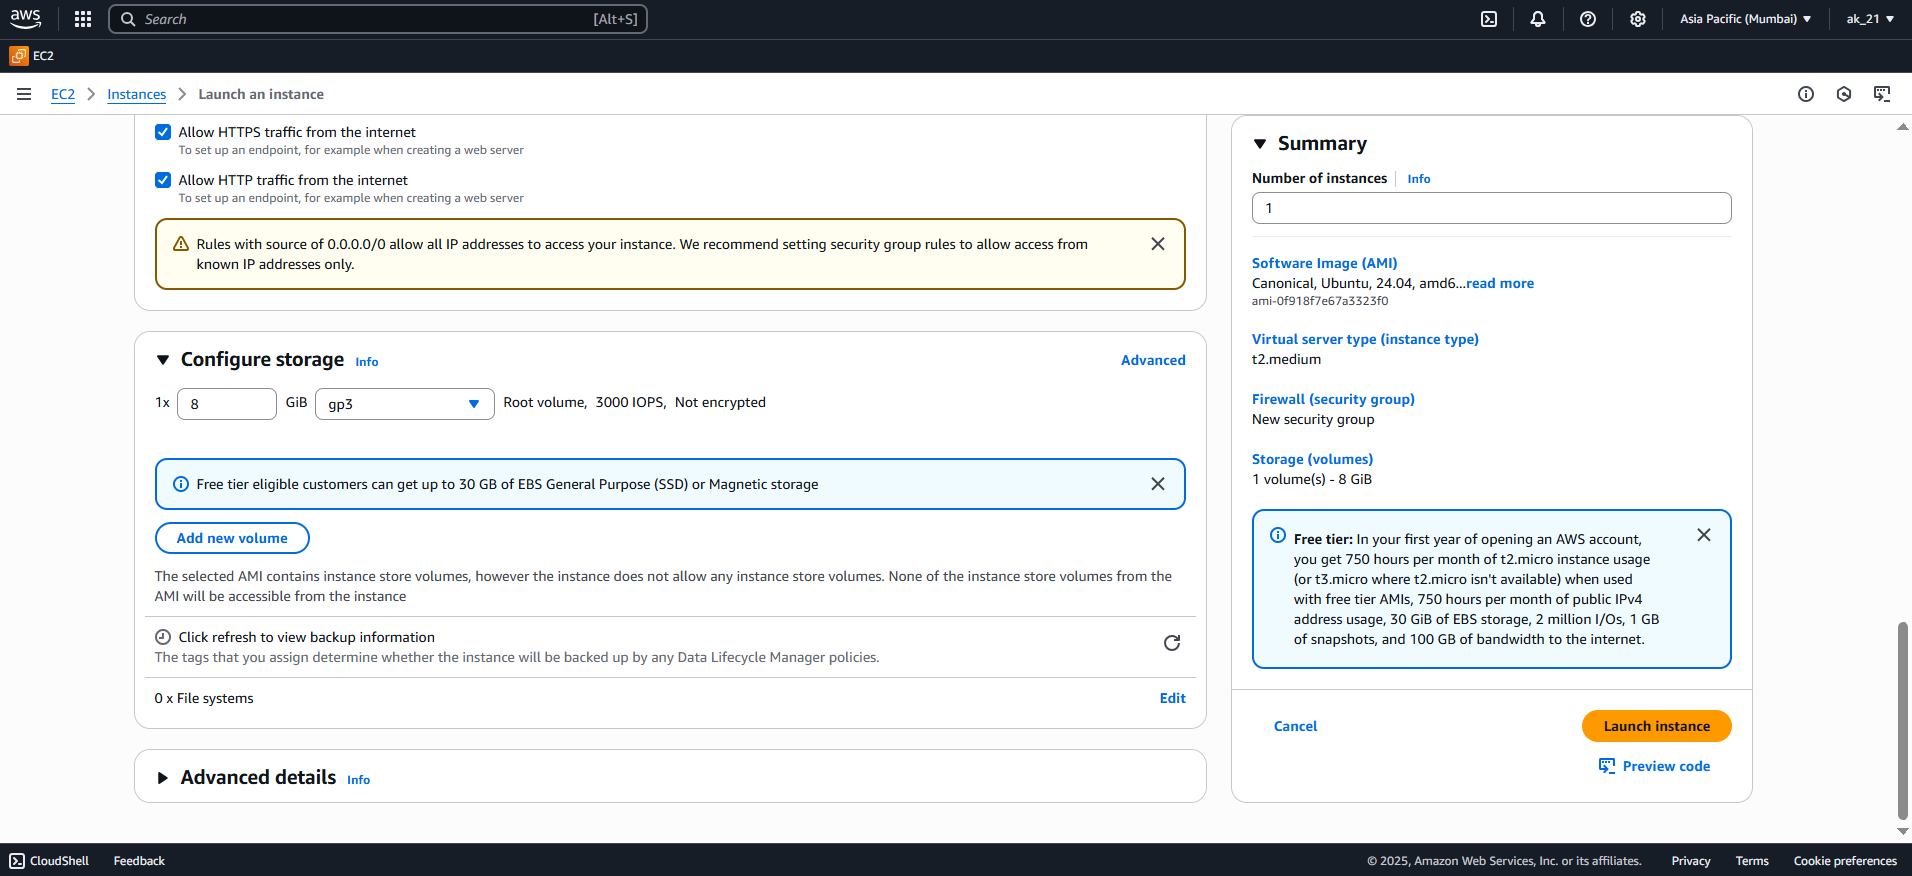 aws
Search
[Alt+S]
Asia Pacific (Mumbai)
ak_21
EC2
EC2
Instances
Launch an instance
Allow HTTPS traffic from the internet
To set up an endpoint, for example when creating a web server
Allow HTTP traffic from the internet
To set up an endpoint, for example when creating a web server
Rules with source of 0.0.0.0/0 allow all IP addresses to access your instance. We recommend setting security group rules to allow access from
known IP addresses only.
Configure storage
Info
Advanced
1x
8
GiB
gp3
Root volume, 3000 IOPS, Not encrypted
Free tier eligible customers can get up to 30 GB of EBS General Purpose (SSD) or Magnetic storage
Add new volume
The selected AMI contains instance store volumes, however the instance does not allow any instance store volumes. None of the instance store volumes from the
AMI will be accessible from the instance
Click refresh to view backup information
The tags that you assign determine whether the instance will be backed up by any Data Lifecycle Manager policies.
0 x File systems
Edit
Advanced details
Info
Summary
Number of instances
Info
1
Software Image (AMI)
Canonical, Ubuntu, 24.04, amd6...read more
ami-0f918f7e67a3323f0
Virtual server type (instance type)
t2.medium
Firewall (security group)
New security group
Storage (volumes)
1 volume(s) - 8 GiB
Free tier: In your first year of opening an AWS account,
you get 750 hours per month of t2.micro instance usage
(or t3.micro where t2.micro isn't available) when used
with free tier AMIs, 750 hours per month of public IPv4
address usage, 30 GiB of EBS storage, 2 million I/Os, 1 GB
of snapshots, and 100 GB of bandwidth to the internet.
Cancel
Launch instance
Preview code
CloudShell
Feedback
© 2025, Amazon Web Services, Inc. or its affiliates.
Privacy
Terms
Cookie preferences